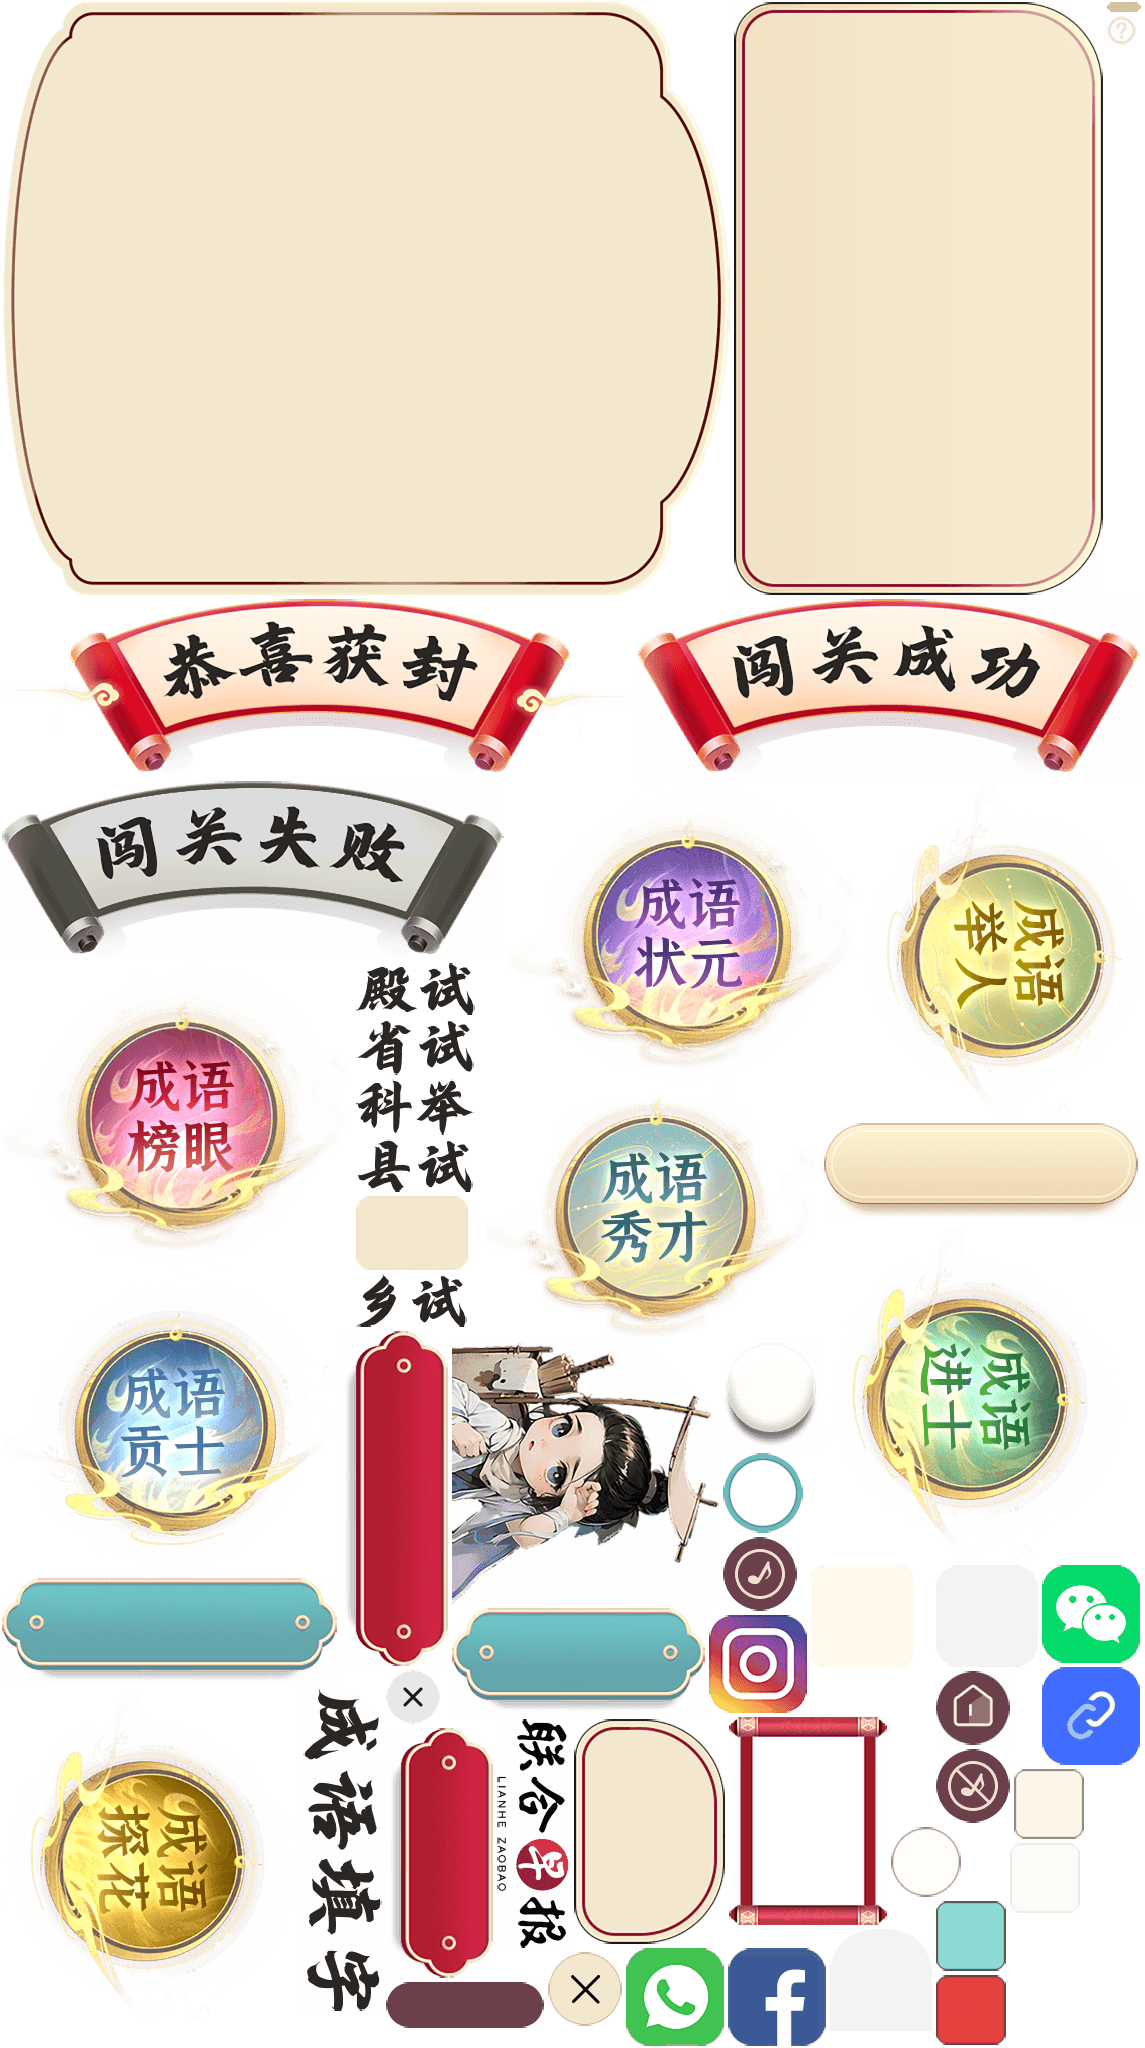 ?
恭喜获封
闯关成功
闯关失败
成语
状元
成语
举人
殿试
省试
科举
县试
成语
榜眼
成语
秀才
乡试
成语
进士
成语
贡士
成语填字
联合早报
LIANHE ZAOBAO
成语
探花